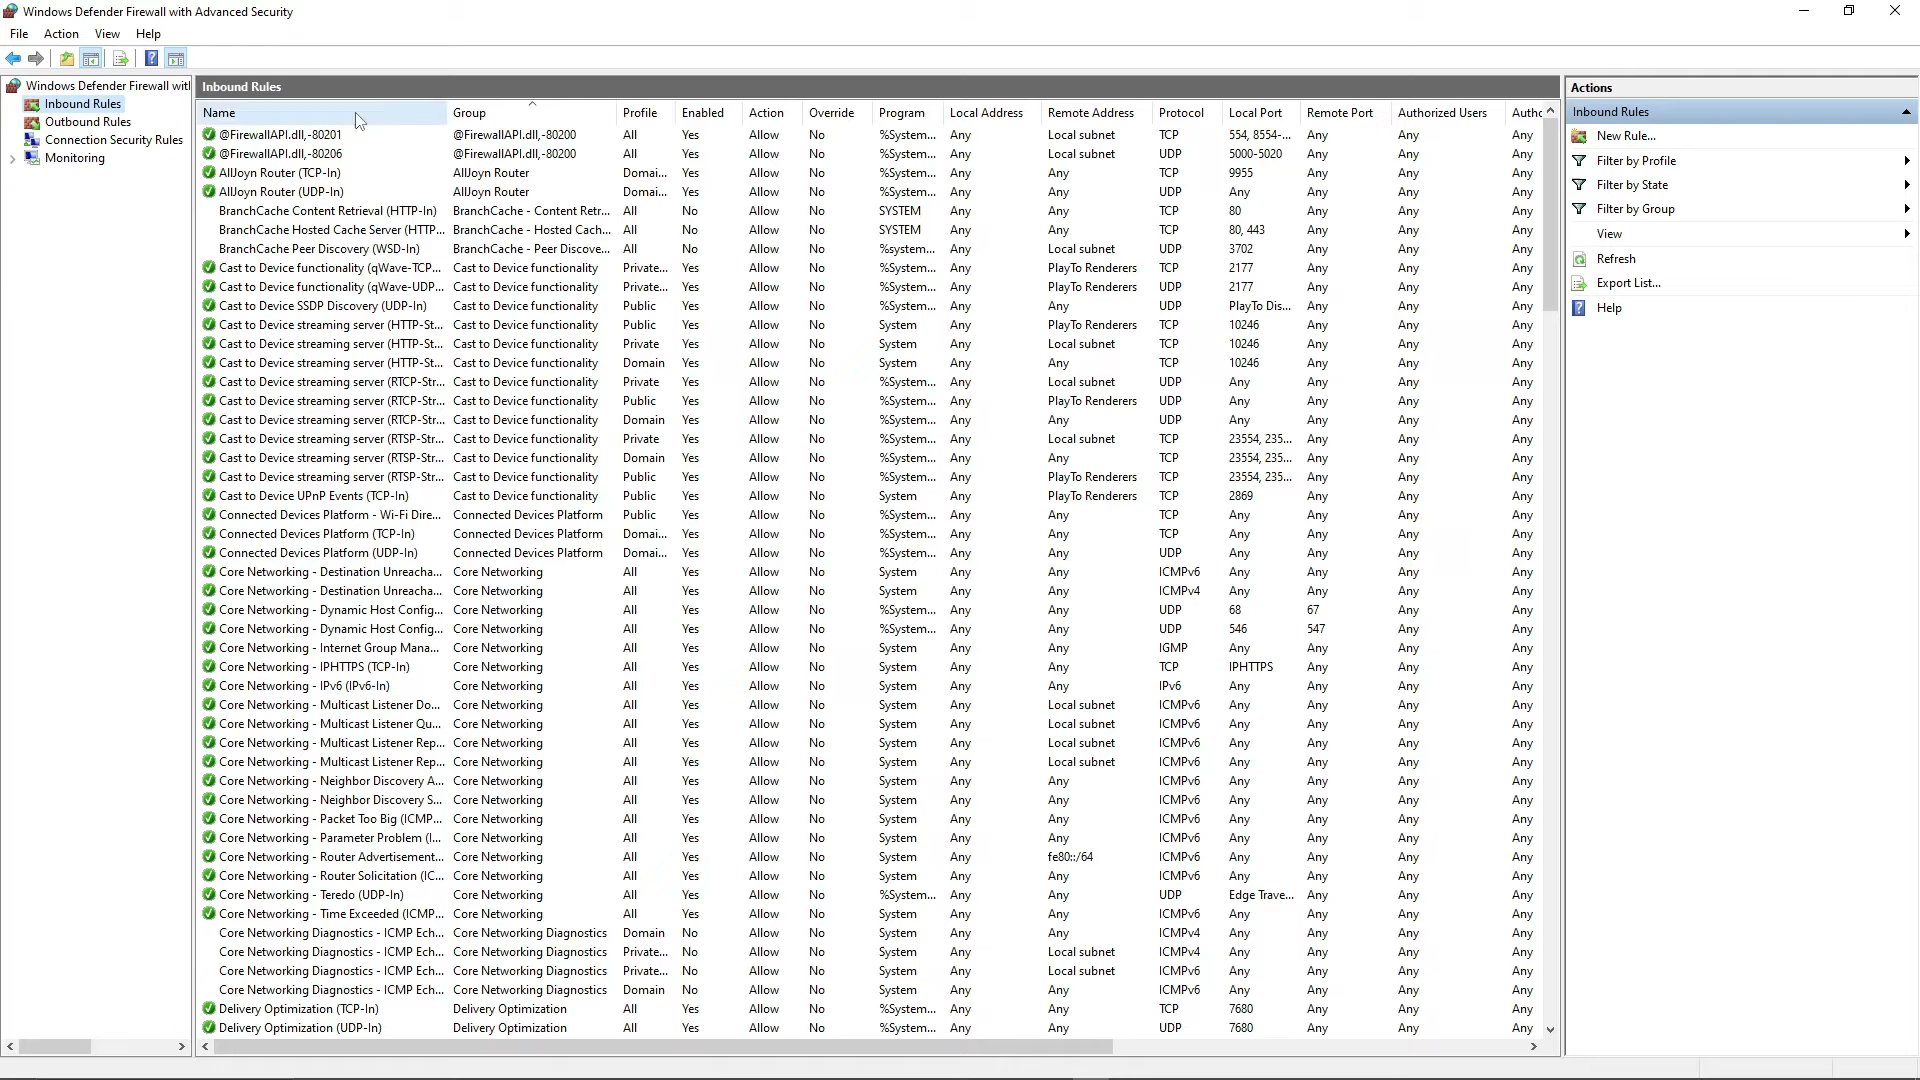 Windows Defender Firewall with Advanced Security
File Action View Help
Windows Defender Firewall witl
Inbound Rules
Outbound Rules
Connection Security Rules
Monitoring
Inbound Rules
Name Group Profile Enabled Action Override Program Local Address Remote Address Protocol Local Port Remote Port Authorized Users Autho
@FirewallAPI.dll,-80201 @FirewallAPI.dll,-80200 All Yes Allow No %System... Any Local subnet TCP 554, 8554-... Any Any Any
@FirewallAPI.dll,-80206 @FirewallAPI.dll,-80200 All Yes Allow No %System... Any Local subnet UDP 5000-5020 Any Any Any
AllJoyn Router (TCP-In) AllJoyn Router Domai... Yes Allow No %System... Any Any TCP 9955 Any Any Any
AllJoyn Router (UDP-In) AllJoyn Router Domai... Yes Allow No %System... Any Any UDP Any Any Any Any
BranchCache Content Retrieval (HTTP-In) BranchCache - Content Retr... All No Allow No SYSTEM Any Any TCP 80 Any Any Any
BranchCache Hosted Cache Server (HTTP... BranchCache - Hosted Cach... All No Allow No SYSTEM Any Any TCP 80, 443 Any Any Any
BranchCache Peer Discovery (WSD-In) BranchCache - Peer Discove... All No Allow No %system... Any Local subnet UDP 3702 Any Any Any
Cast to Device functionality (qWave-TCP... Cast to Device functionality Private... Yes Allow No %System... Any PlayTo Renderers TCP 2177 Any Any Any
Cast to Device functionality (qWave-UDP... Cast to Device functionality Private... Yes Allow No %System... Any PlayTo Renderers UDP 2177 Any Any Any
Cast to Device SSDP Discovery (UDP-In) Cast to Device functionality Public Yes Allow No %System... Any Any UDP PlayTo Dis... Any Any Any
Cast to Device streaming server (HTTP-St... Cast to Device functionality Public Yes Allow No System Any PlayTo Renderers TCP 10246 Any Any Any
Cast to Device streaming server (HTTP-St... Cast to Device functionality Private Yes Allow No System Any Local subnet TCP 10246 Any Any Any
Cast to Device streaming server (HTTP-St... Cast to Device functionality Domain Yes Allow No System Any Any TCP 10246 Any Any Any
Cast to Device streaming server (RTCP-Str... Cast to Device functionality Private Yes Allow No %System... Any Local subnet UDP Any Any Any Any
Cast to Device streaming server (RTCP-Str... Cast to Device functionality Public Yes Allow No %System... Any PlayTo Renderers UDP Any Any Any Any
Cast to Device streaming server (RTCP-Str... Cast to Device functionality Domain Yes Allow No %System... Any Any UDP Any Any Any Any
Cast to Device streaming server (RTSP-Str... Cast to Device functionality Private Yes Allow No %System... Any Local subnet TCP 23554, 235... Any Any Any
Cast to Device streaming server (RTSP-Str... Cast to Device functionality Domain Yes Allow No %System... Any Any TCP 23554, 235... Any Any Any
Cast to Device streaming server (RTSP-Str... Cast to Device functionality Public Yes Allow No %System... Any PlayTo Renderers TCP 23554, 235... Any Any Any
Cast to Device UPnP Events (TCP-In) Cast to Device functionality Public Yes Allow No System Any PlayTo Renderers TCP 2869 Any Any Any
Connected Devices Platform - Wi-Fi Dire... Connected Devices Platform Public Yes Allow No %System... Any Any TCP Any Any Any Any
Connected Devices Platform (TCP-In) Connected Devices Platform Domai... Yes Allow No %System... Any Any TCP Any Any Any Any
Connected Devices Platform (UDP-In) Connected Devices Platform Domai... Yes Allow No %System... Any Any UDP Any Any Any Any
Core Networking - Destination Unreacha... Core Networking All Yes Allow No System Any Any ICMPv6 Any Any Any Any
Core Networking - Destination Unreacha... Core Networking All Yes Allow No System Any Any ICMPv4 Any Any Any Any
Core Networking - Dynamic Host Config... Core Networking All Yes Allow No %System... Any Any UDP 68 67 Any Any
Core Networking - Dynamic Host Config... Core Networking All Yes Allow No %System... Any Any UDP 546 547 Any Any
Core Networking - Internet Group Mana... Core Networking All Yes Allow No System Any Any IGMP Any Any Any Any
Core Networking - IPHTTPS (TCP-In) Core Networking All Yes Allow No System Any Any TCP IPHTTPS Any Any Any
Core Networking - IPv6 (IPv6-In) Core Networking All Yes Allow No System Any Any IPv6 Any Any Any Any
Core Networking - Multicast Listener Do... Core Networking All Yes Allow No System Any Local subnet ICMPv6 Any Any Any Any
Core Networking - Multicast Listener Qu... Core Networking All Yes Allow No System Any Local subnet ICMPv6 Any Any Any Any
Core Networking - Multicast Listener Rep... Core Networking All Yes Allow No System Any Local subnet ICMPv6 Any Any Any Any
Core Networking - Multicast Listener Rep... Core Networking All Yes Allow No System Any Local subnet ICMPv6 Any Any Any Any
Core Networking - Neighbor Discovery A... Core Networking All Yes Allow No System Any Any ICMPv6 Any Any Any Any
Core Networking - Neighbor Discovery S... Core Networking All Yes Allow No System Any Any ICMPv6 Any Any Any Any
Core Networking - Packet Too Big (ICMP... Core Networking All Yes Allow No System Any Any ICMPv6 Any Any Any Any
Core Networking - Parameter Problem (I... Core Networking All Yes Allow No System Any Any ICMPv6 Any Any Any Any
Core Networking - Router Advertisement... Core Networking All Yes Allow No System Any fe80::/64 ICMPv6 Any Any Any Any
Core Networking - Router Solicitation (IC... Core Networking All Yes Allow No System Any Any ICMPv6 Any Any Any Any
Core Networking - Teredo (UDP-In) Core Networking All Yes Allow No %System... Any Any UDP Edge Trave... Any Any Any
Core Networking - Time Exceeded (ICMP... Core Networking All Yes Allow No System Any Any ICMPv6 Any Any Any Any
Core Networking Diagnostics - ICMP Ech... Core Networking Diagnostics Domain No Allow No System Any Any ICMPv4 Any Any Any Any
Core Networking Diagnostics - ICMP Ech... Core Networking Diagnostics Private... No Allow No System Any Local subnet ICMPv4 Any Any Any Any
Core Networking Diagnostics - ICMP Ech... Core Networking Diagnostics Private... No Allow No System Any Local subnet ICMPv6 Any Any Any Any
Core Networking Diagnostics - ICMP Ech... Core Networking Diagnostics Domain No Allow No System Any Any ICMPv6 Any Any Any Any
Delivery Optimization (TCP-In) Delivery Optimization All Yes Allow No %System... Any Any TCP 7680 Any Any Any
Delivery Optimization (UDP-In) Delivery Optimization All Yes Allow No %System... Any Any UDP 7680 Any Any Any
Actions
Inbound Rules
New Rule...
Filter by Profile
Filter by State
Filter by Group
View
Refresh
Export List...
Help